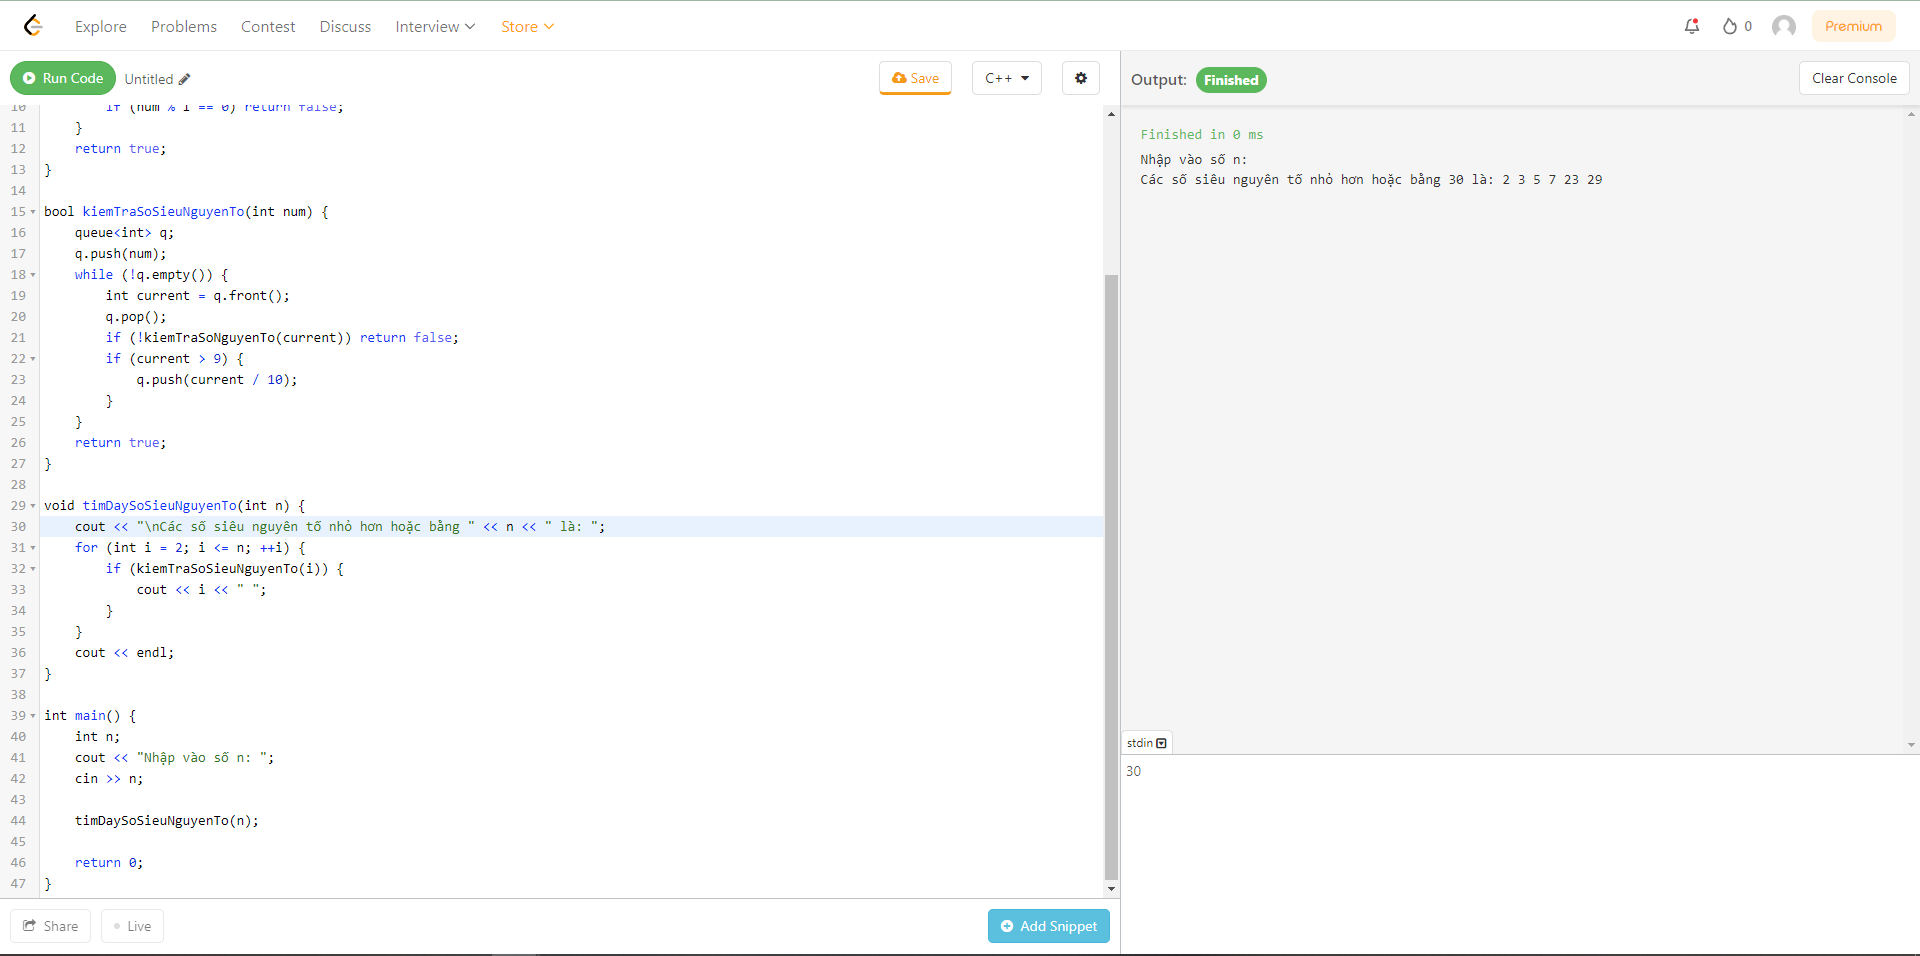 Explore Problems Contest Discuss Interview Store 0 Premium
Run Code Untitled Save C++ Output: Finished Clear Console
10 if (num % i == 0) return false;
11 }
12 return true;
13 }
14
15 bool kiemTraSoSieuNguyenTo(int num) {
16 queue<int> q;
17 q.push(num);
18 while (!q.empty()) {
19 int current = q.front();
20 q.pop();
21 if (!kiemTraSoNguyenTo(current)) return false;
22 if (current > 9) {
23 q.push(current / 10);
24 }
25 }
26 return true;
27 }
28
29 void timDaySoSieuNguyenTo(int n) {
30 cout << "\nCác số siêu nguyên tố nhỏ hơn hoặc bằng " << n << " là: ";
31 for (int i = 2; i <= n; ++i) {
32 if (kiemTraSoSieuNguyenTo(i)) {
33 cout << i << " ";
34 }
35 }
36 cout << endl;
37 }
38
39 int main() {
40 int n;
41 cout << "Nhập vào số n: ";
42 cin >> n;
43
44 timDaySoSieuNguyenTo(n);
45
46 return 0;
47 }
Share Live Add Snippet
Finished in 0 ms
Nhập vào số n:
Các số siêu nguyên tố nhỏ hơn hoặc bằng 30 là: 2 3 5 7 23 29
stdin
30